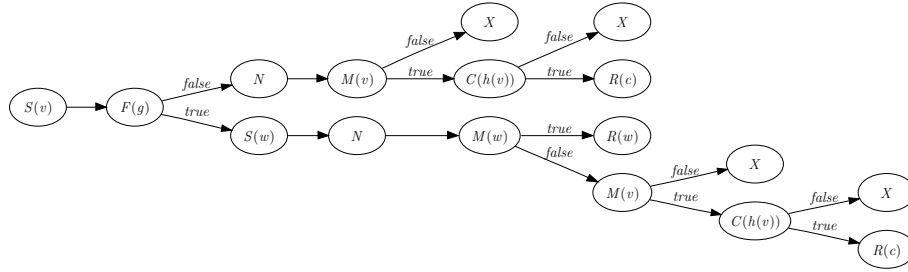 X
X
false
false
N
M(v)
true
C(h(v))
true
R(c)
false
S(v)
F(g)
true
S(w)
N
M(w)
true
R(w)
false
M(v)
false
X
true
C(h(v))
false
X
true
R(c)